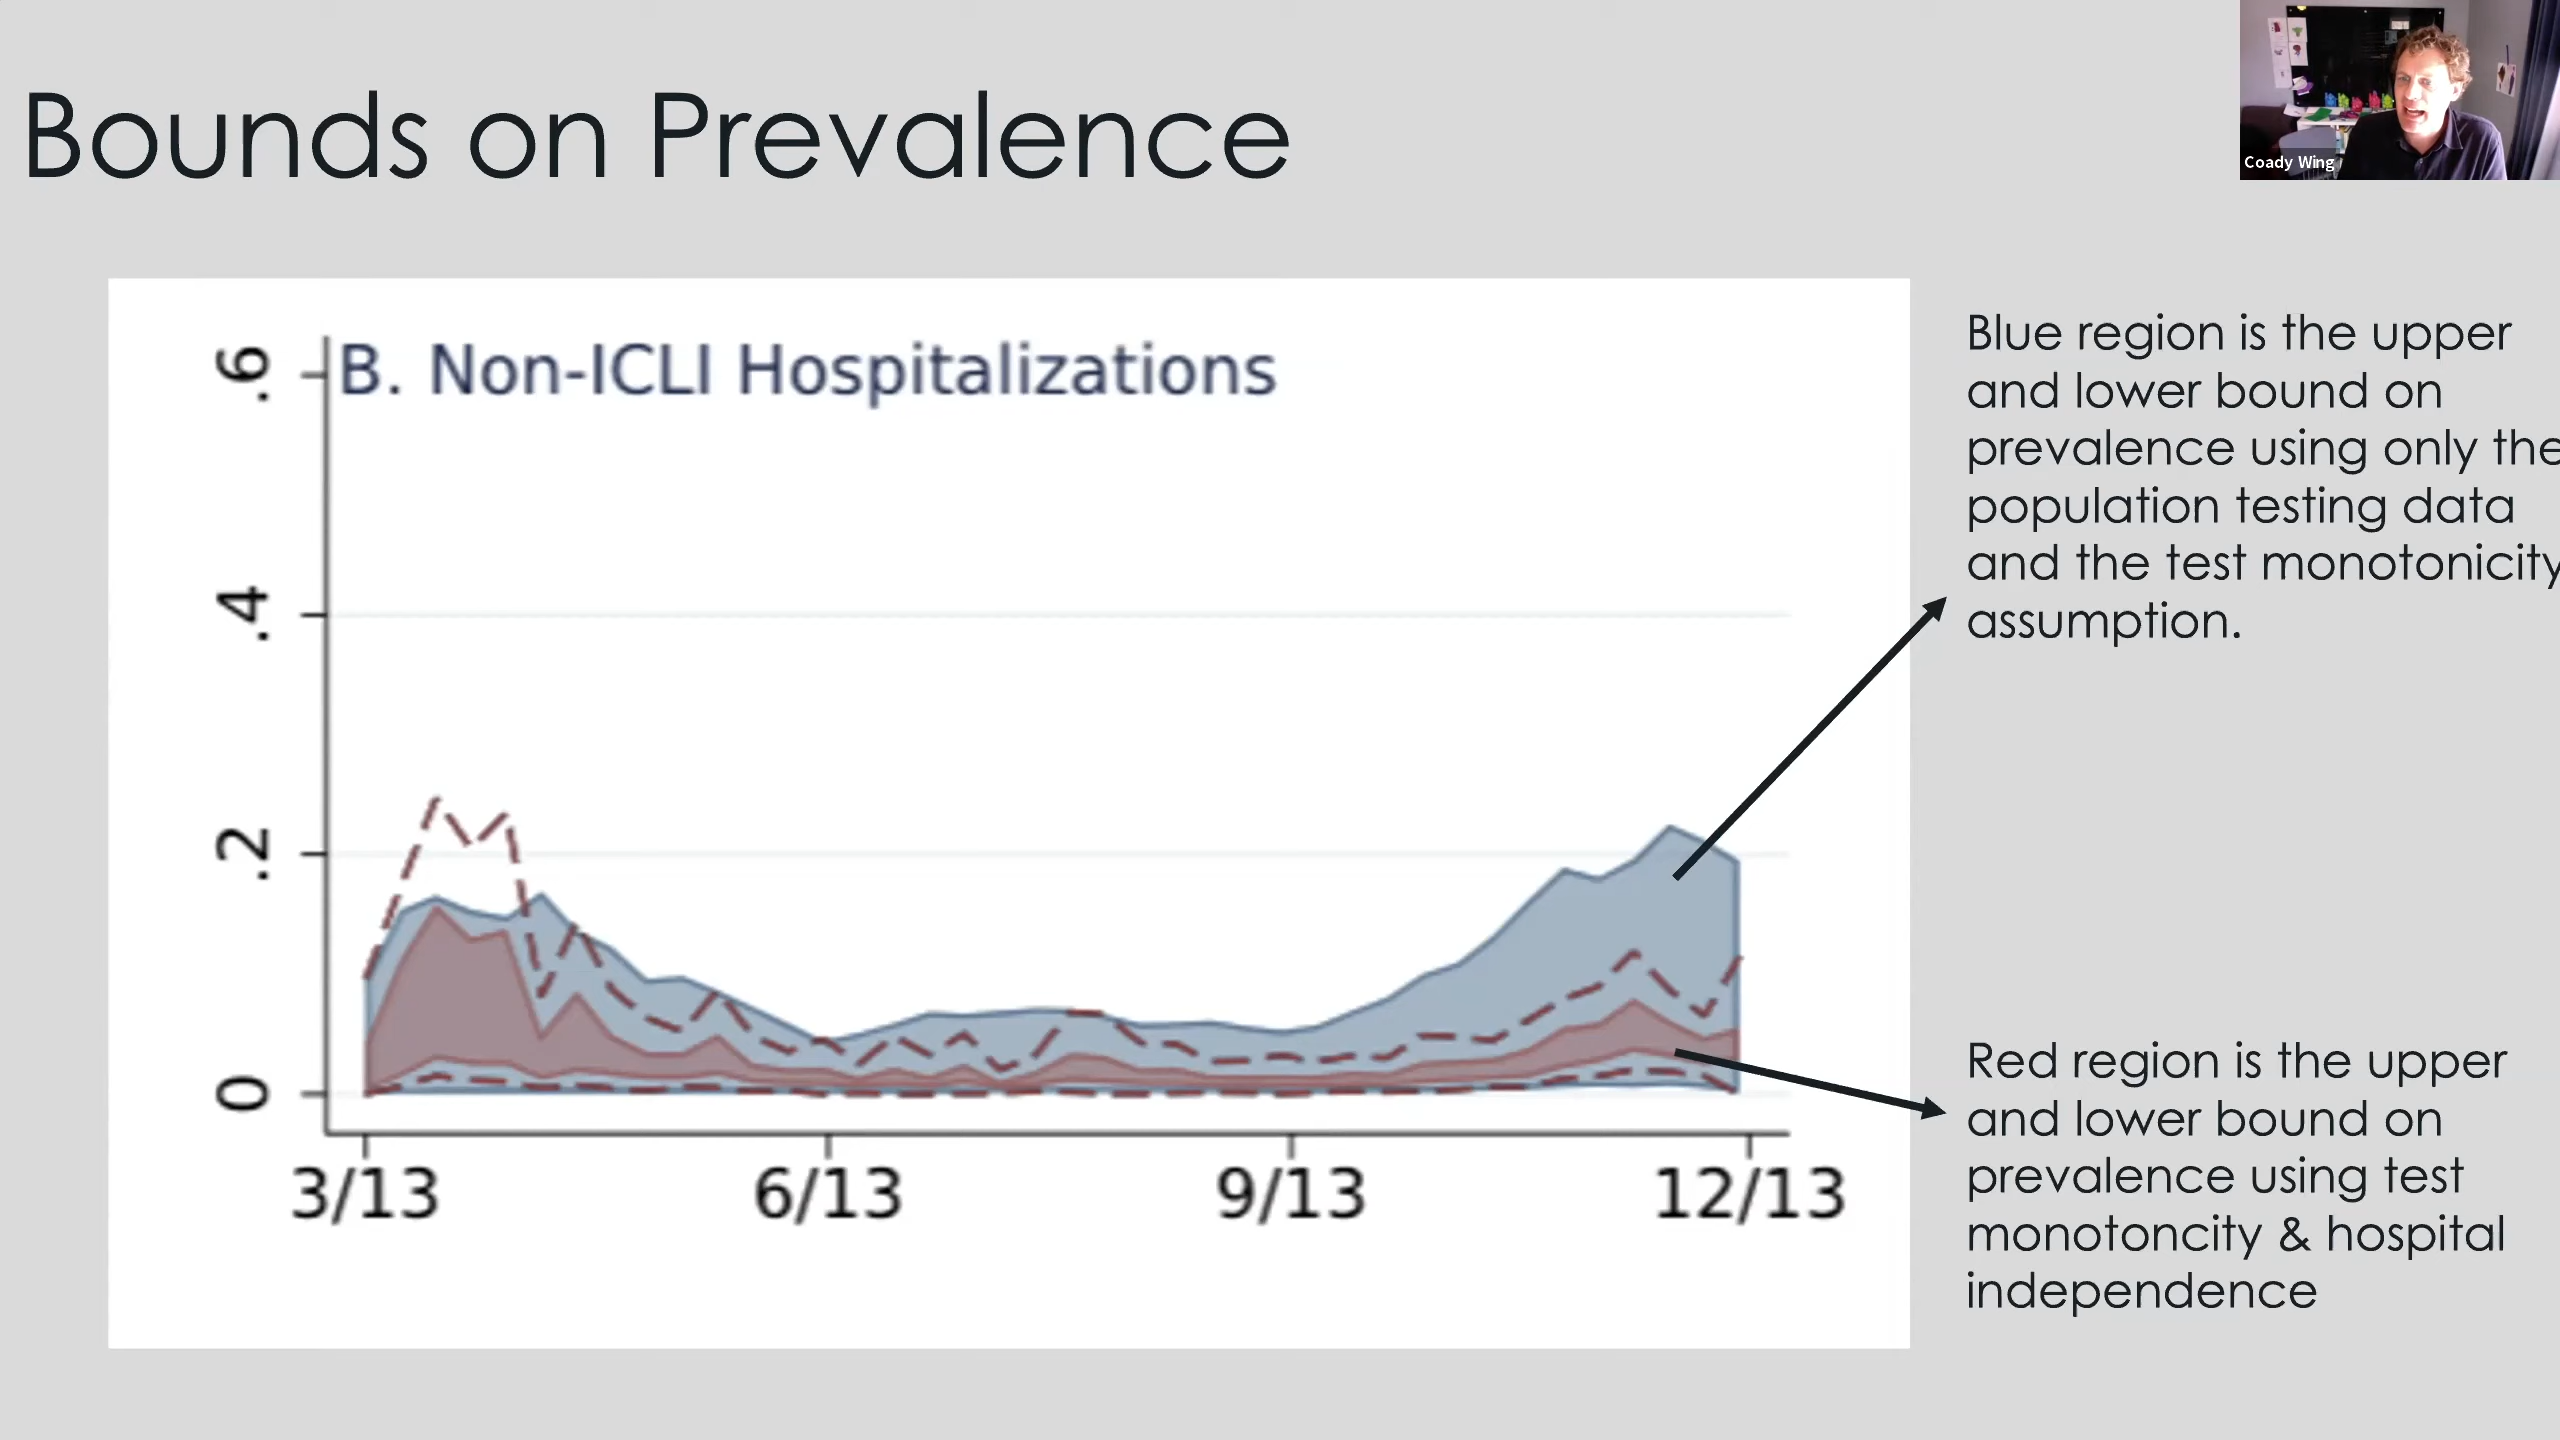 Bounds on Prevalence
Coady Wing
B. Non-ICLI Hospitalizations
.6
.4
.2
0
3/13 6/13 9/13 12/13
Blue region is the upper
and lower bound on
prevalence using only the
population testing data
and the test monotonicity
assumption.
Red region is the upper
and lower bound on
prevalence using test
monotoncity & hospital
independence